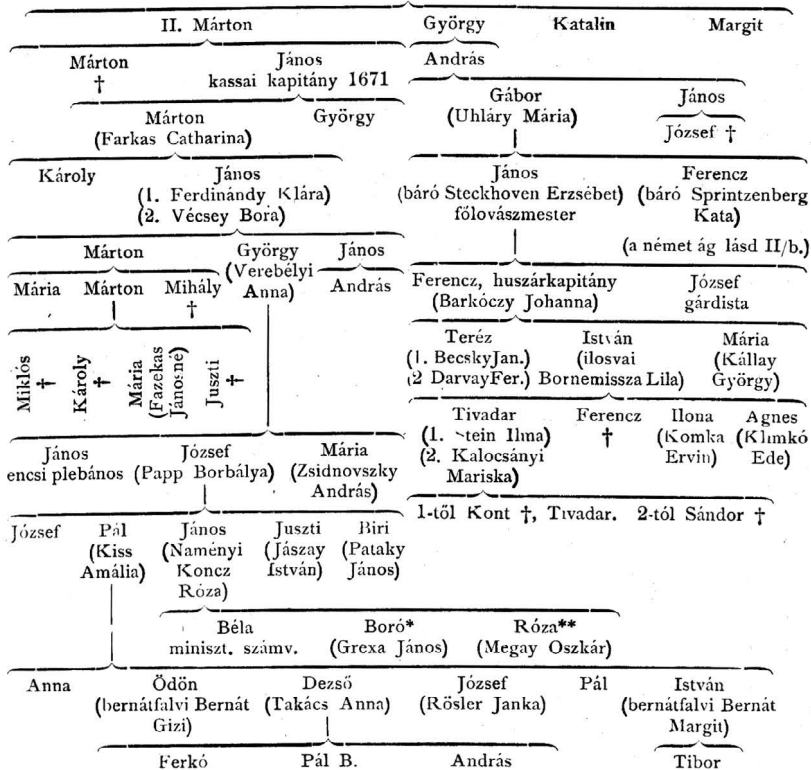 II. Márton György Katalin Margit
Márton János András
† kassai kapitány 1671
Gábor János
Márton György (Uhláry Mária)
(Farkas Catharina) József †
Károly János János Ferencz
(1. Ferdinándy Klára) (báró Steckhoven Erzsébet) (báró Sprintzenberg
(2. Vécsey Bora) főlovászmester Kata)
Márton György János (a német ág lásd II/b.)
(Verebélyi
Mária Márton Mihály Anna) András Ferencz, huszárkapitány József
† (Barkóczy Johanna) gárdista
Miklós †
Károly †
Mária (Fazekas Jánosné)
Juszti †
Teréz István Mária
(1. Becsky Jan.) (ilosvai (Kállay
(2 Darvay Fer.) Bornemissza Lila) György)
Tivadar Ferencz Ilona Agnes
(1. Stein Ilma) † (Komka (Klimkó
(2. Kalocsányi Ervin) Ede)
Mariska)
János József Mária
encsi plebános (Papp Borbálya) (Zsidnovszky
András)
1-től Kont †, Tivadar. 2-tól Sándor †
József Pál János Juszti Biri
(Kiss (Naményi (Jászay (Pataky
Amália) Koncz István) János)
Róza)
Béla Boró* Róza**
miniszt. számv. (Grexa János) (Megay Oszkár)
Anna Ödön Dezső József Pál István
(bernátfalvi Bernát (Takács Anna) (Rösler Janka) (bernátfalvi Bernát
Gizi) Margit)
Ferkó Pál B. András Tibor